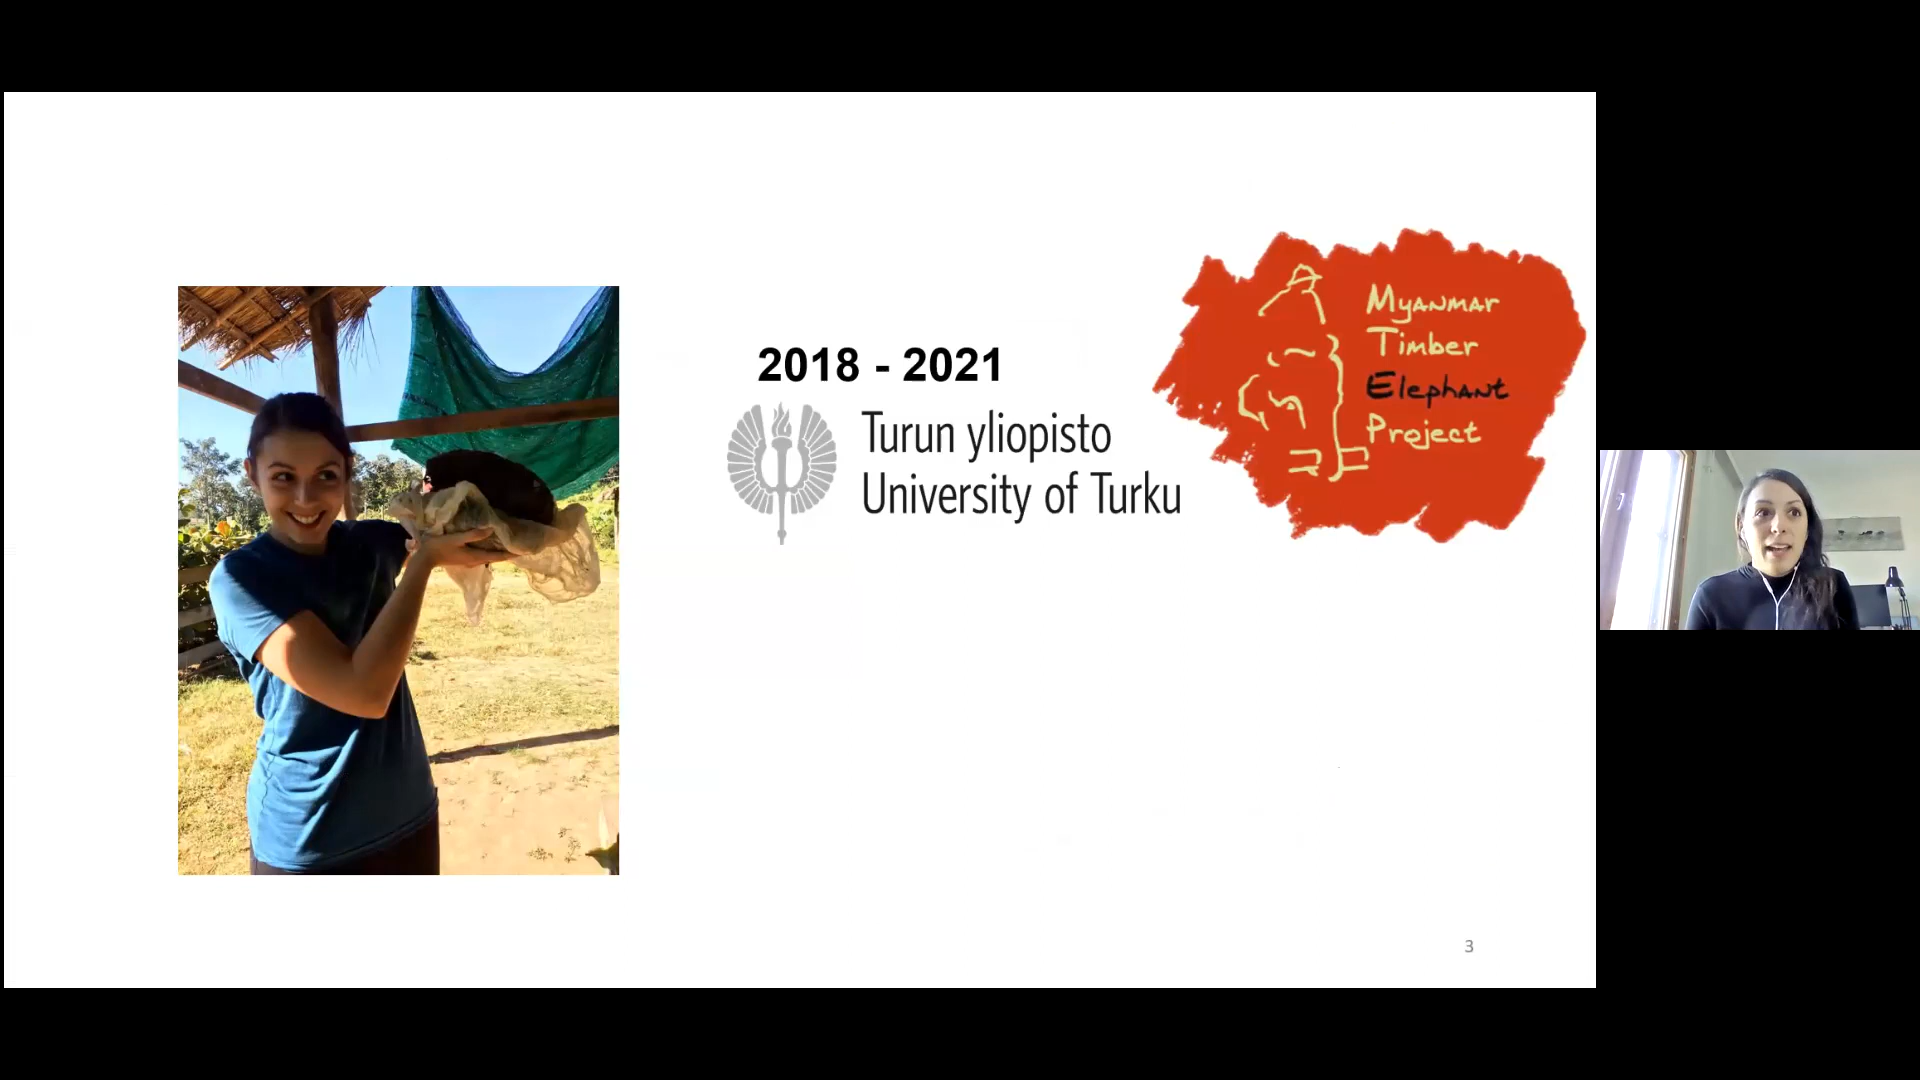 2018 - 2021
Turun yliopisto
University of Turku
Myanmar
Timber
Elephant
Project
3